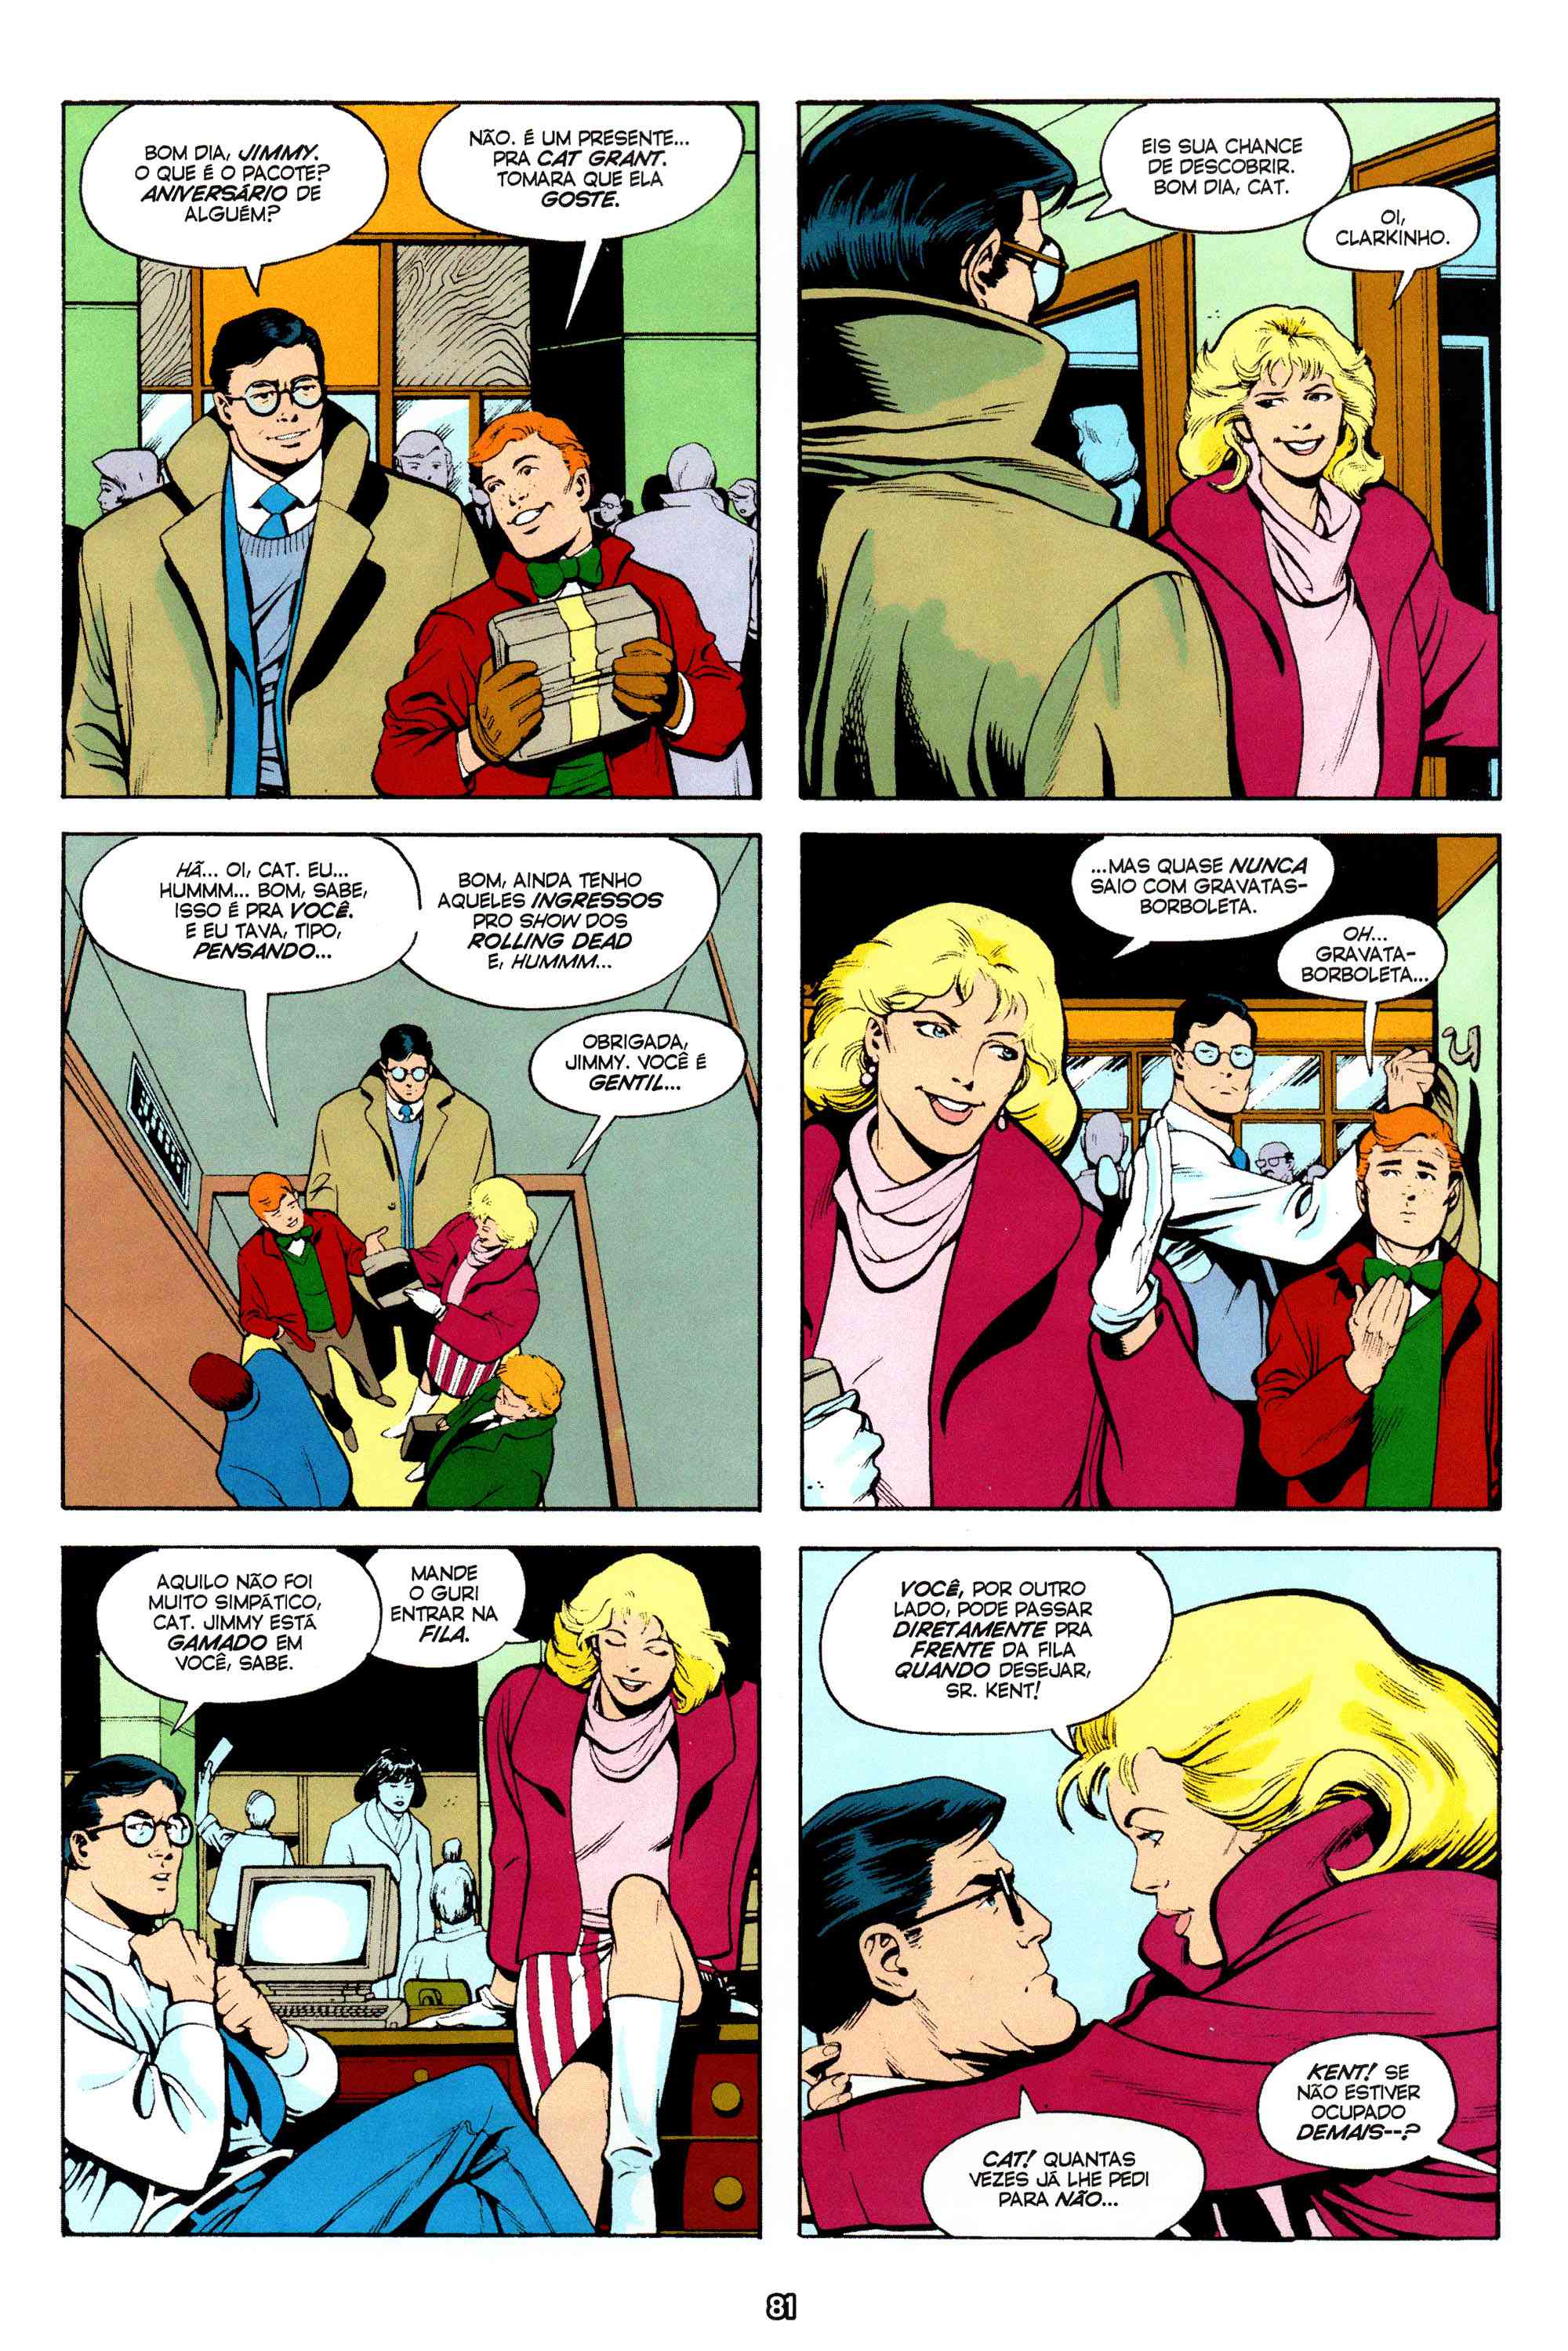 BOM DIA, JIMMY.
O QUE É O PACOTE?
ANIVERSÁRIO DE
ALGUÉM?
NÃO. É UM PRESENTE...
PRA CAT GRANT.
TOMARA QUE ELA
GOSTE.
EIS SUA CHANCE
DE DESCOBRIR.
BOM DIA, CAT.
OI,
CLARKINHO.
HÃ... OI, CAT. EU...
HUMMM... BOM, SABE,
ISSO É PRA VOCÊ.
E EU TAVA, TIPO,
PENSANDO...
BOM, AINDA TENHO
AQUELES INGRESSOS
PRO SHOW DOS
ROLLING DEAD
E, HUMMM...
OBRIGADA,
JIMMY. VOCÊ É
GENTIL...
...MAS QUASE NUNCA
SAIO COM GRAVATAS-
BORBOLETA.
OH...
GRAVATA-
BORBOLETA...
AQUILO NÃO FOI
MUITO SIMPÁTICO,
CAT. JIMMY ESTÁ
GAMADO EM
VOCÊ, SABE.
MANDE
O GURI
ENTRAR NA
FILA.
VOCÊ, POR OUTRO
LADO, PODE PASSAR
DIRETAMENTE PRA
FRENTE DA FILA
QUANDO DESEJAR,
SR. KENT!
CAT! QUANTAS
VEZES JÁ LHE PEDI
PARA NÃO...
KENT! SE
NÃO ESTIVER
OCUPADO
DEMAIS--?
81